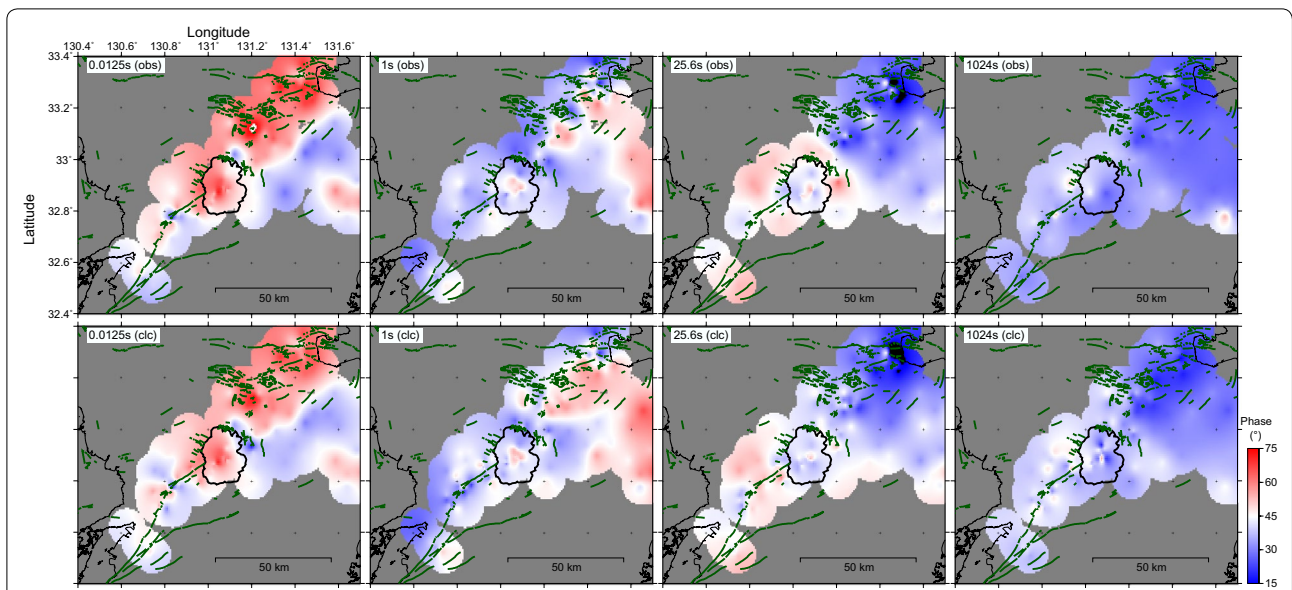 Longitude
130.4˚ 130.6˚ 130.8˚ 131˚ 131.2˚ 131.4˚ 131.6˚
Latitude
33.4˚
33.2˚
33˚
32.8˚
32.6˚
32.4˚
0.0125s (obs)
50 km
1s (obs)
50 km
25.6s (obs)
50 km
1024s (obs)
50 km
0.0125s (clc)
50 km
1s (clc)
50 km
25.6s (clc)
50 km
1024s (clc)
50 km
Phase
(°)
75
60
45
30
15